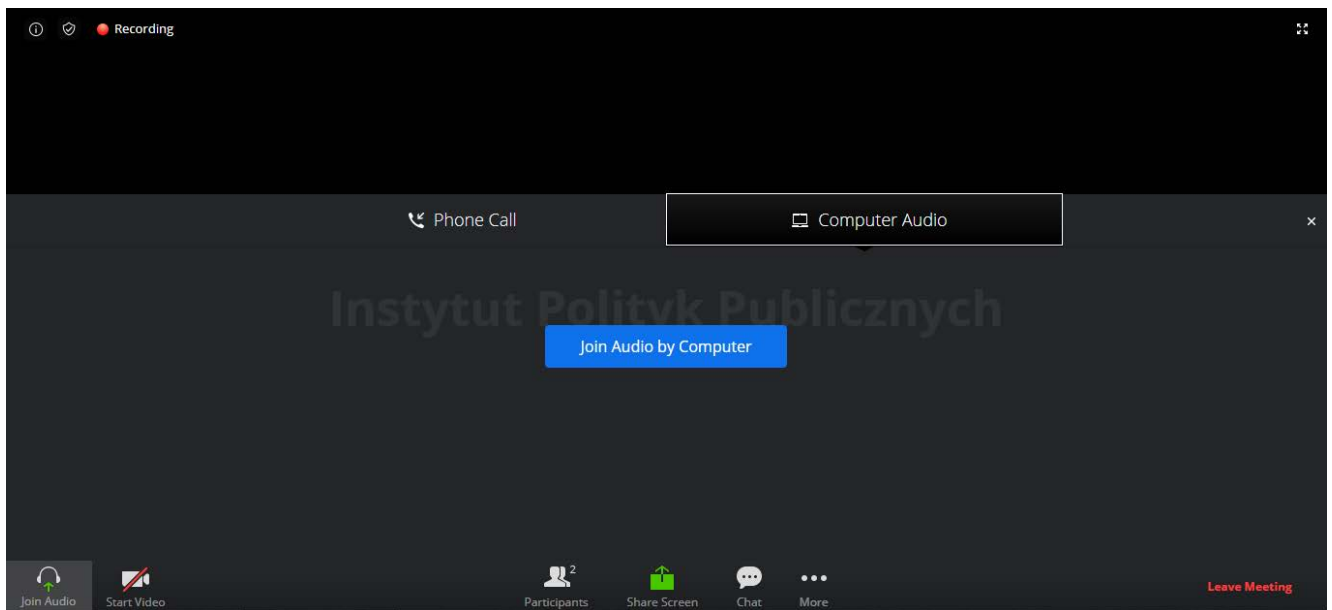 Recording
Phone Call
Computer Audio
Instytut Polityk Publicznych
Join Audio by Computer
Join Audio
Start Video
Participants
2
Share Screen
Chat
More
Leave Meeting